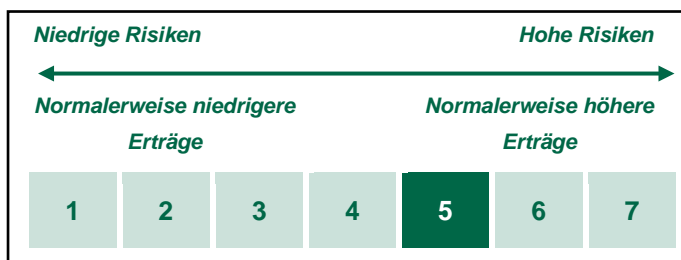 Niedrige Risiken Hohe Risiken
Normalerweise niedrigere Normalerweise höhere
Erträge Erträge
1 2 3 4 5 6 7